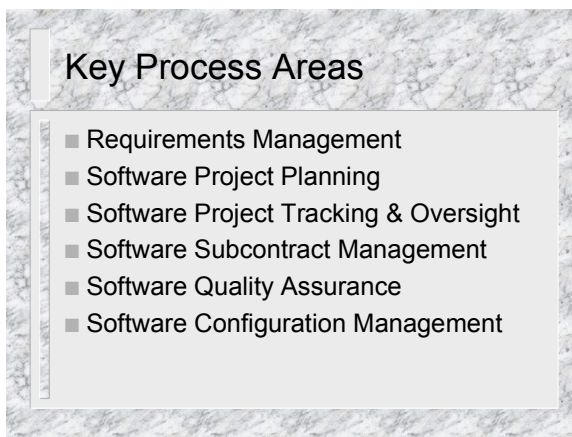 Key Process Areas
Requirements Management
Software Project Planning
Software Project Tracking & Oversight
Software Subcontract Management
Software Quality Assurance
Software Configuration Management